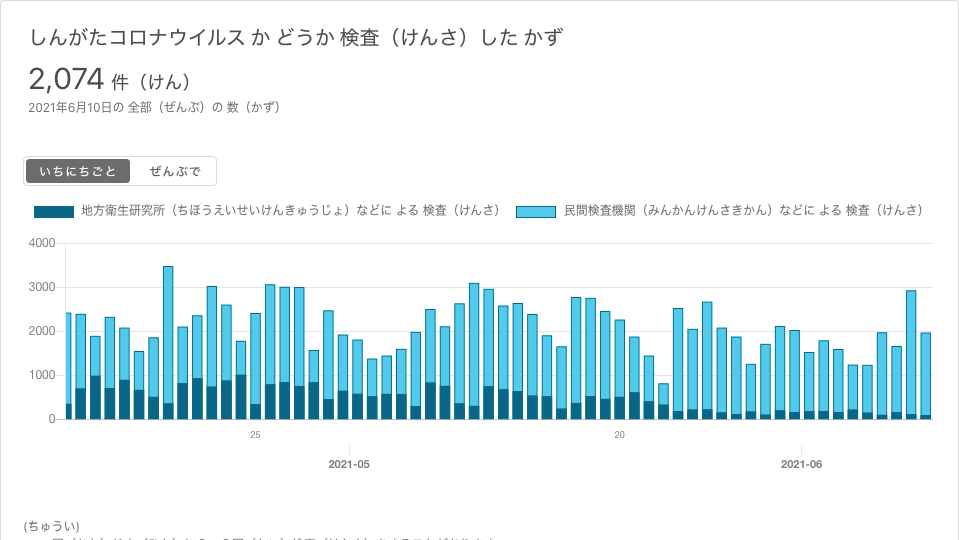 しんがたコロナウイルス か どうか 検査（けんさ）した かず
2,074 件（けん）
2021年6月10日の 全部（ぜんぶ）の 数（かず）
いちにちごと ぜんぶで
地方衛生研究所（ちほうえいせいけんきゅうじょ）などに よる 検査（けんさ） 民間検査機関（みんかんけんさきかん）などに よる 検査（けんさ）
4000
3000
2000
1000
0
25 20
2021-05 2021-06
(ちゅうい)